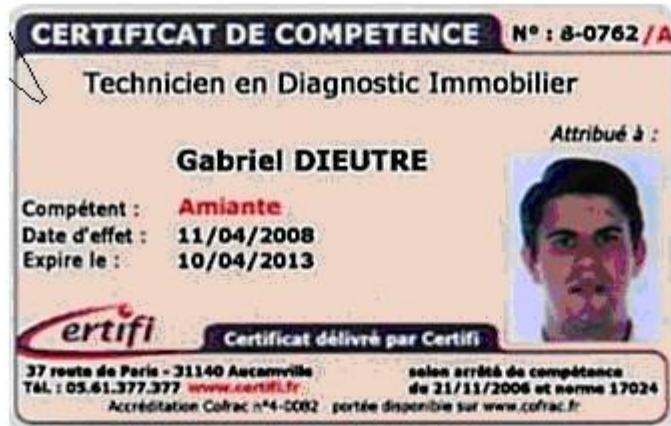 CERTIFICAT DE COMPETENCE N° : 8-0762 /A
Technicien en Diagnostic Immobilier
Attribué à :
Gabriel DIEUTRE
Compétent : Amiante
Date d'effet : 11/04/2008
Expire le : 10/04/2013
Certifi
Certificat délivré par Certifi
37 route de Paris - 31140 Aucamville
Tél. : 05.61.377.377 www.certifi.fr
selon arrêté de compétence
du 21/11/2006 et norme 17024
Accréditation Cofrac n°4-0082 portée disponible sur www.cofrac.fr